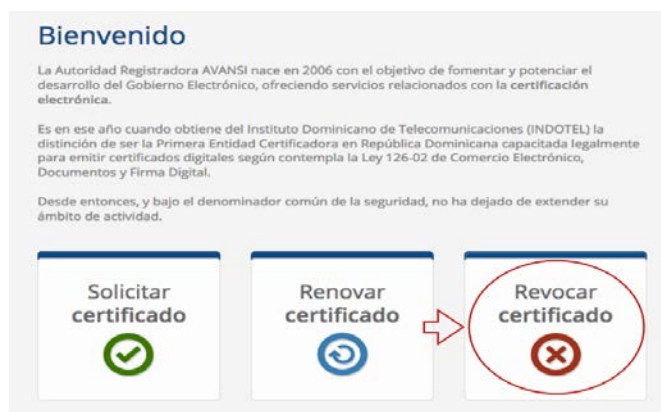 Bienvenido
La Autoridad Registradora AVANSI nace en 2006 con el objetivo de fomentar y potenciar el
desarrollo del Gobierno Electrónico, ofreciendo servicios relacionados con la certificación
electrónica.
Es en ese año cuando obtiene del Instituto Dominicano de Telecomunicaciones (INDOTEL) la
distinción de ser la Primera Entidad Certificadora en República Dominicana capacitada legalmente
para emitir certificados digitales según contempla la Ley 126-02 de Comercio Electrónico,
Documentos y Firma Digital.
Desde entonces, y bajo el denominador común de la seguridad, no ha dejado de extender su
ámbito de actividad.
Solicitar
certificado
Renovar
certificado
Revocar
certificado